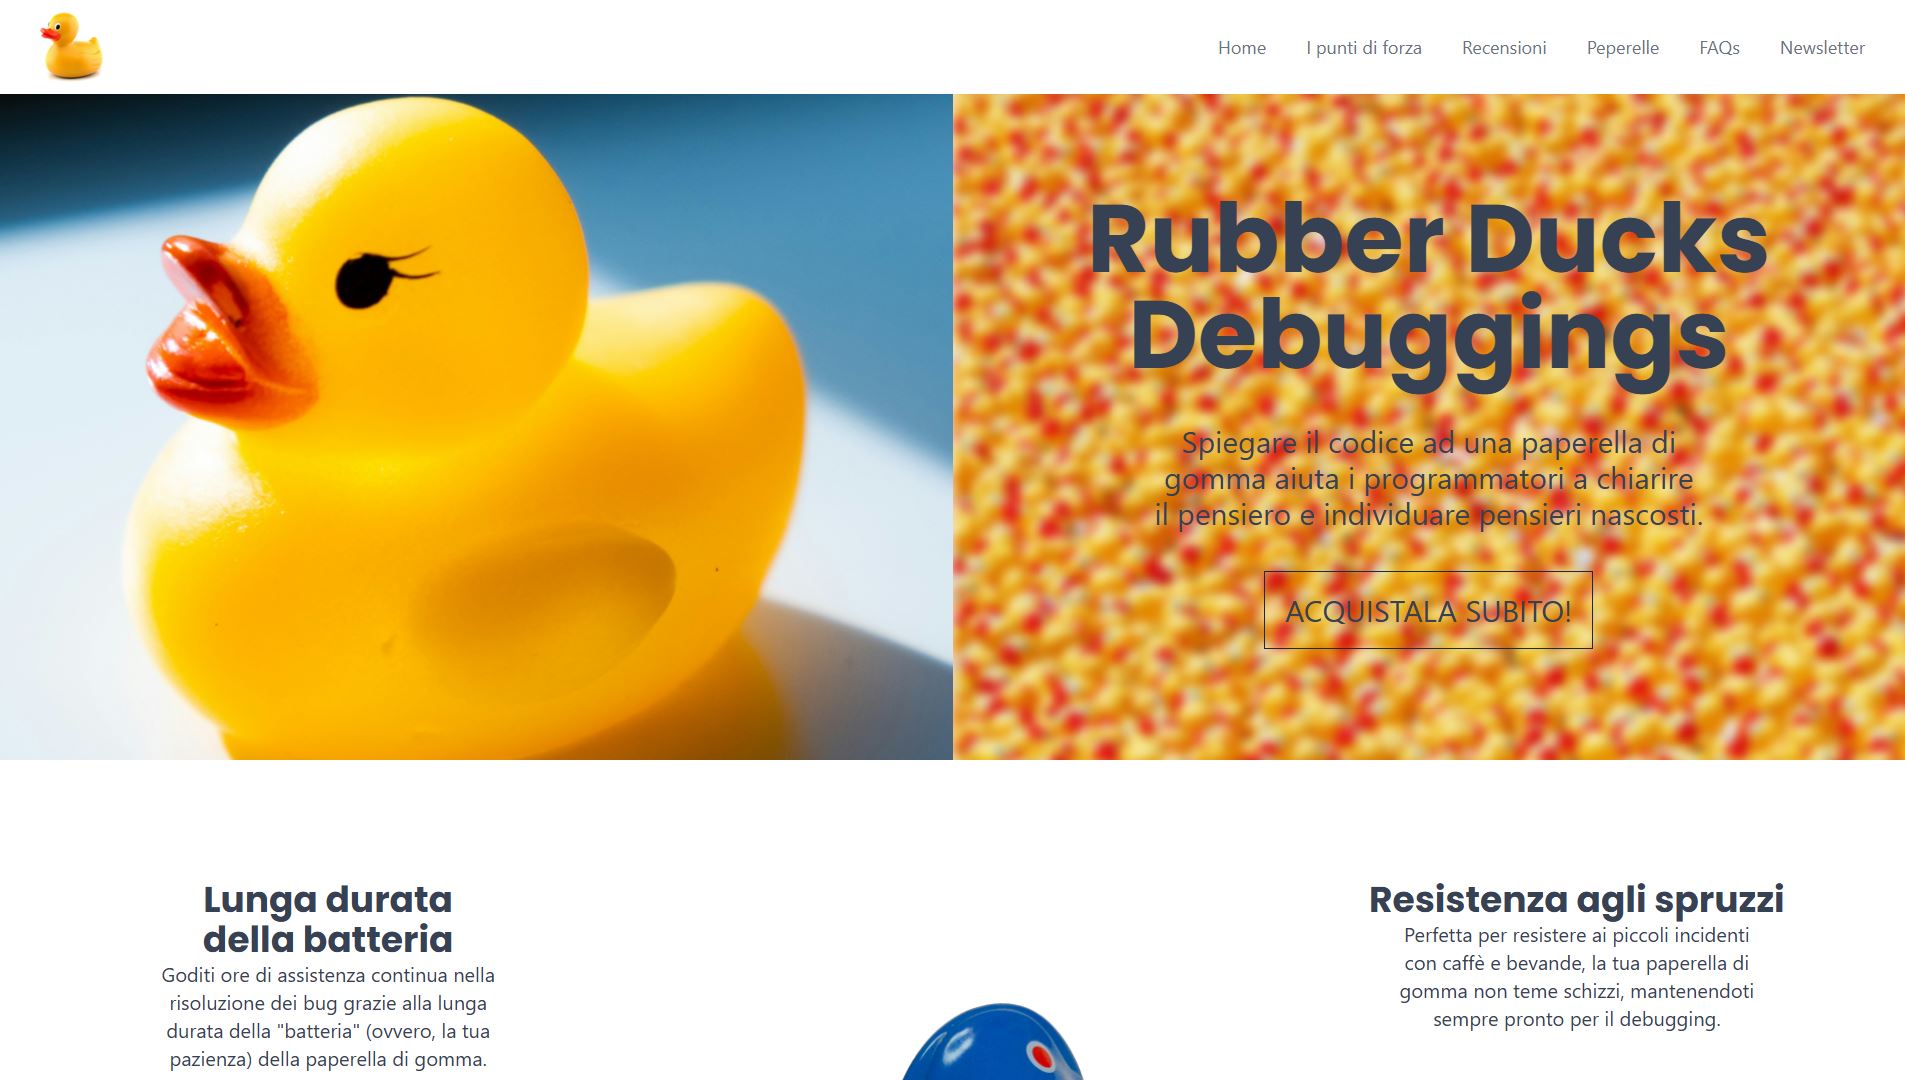 Home
I punti di forza
Recensioni
Peperelle
FAQs
Newsletter
Rubber Ducks
Debuggings
Spiegare il codice ad una paperella di
gomma aiuta i programmatori a chiarire
il pensiero e individuare pensieri nascosti.
ACQUISTALA SUBITO!
Lunga durata
della batteria
Goditi ore di assistenza continua nella
risoluzione dei bug grazie alla lunga
durata della "batteria" (ovvero, la tua
pazienza) della paperella di gomma.
Resistenza agli spruzzi
Perfetta per resistere ai piccoli incidenti
con caffè e bevande, la tua paperella di
gomma non teme schizzi, mantenendoti
sempre pronto per il debugging.